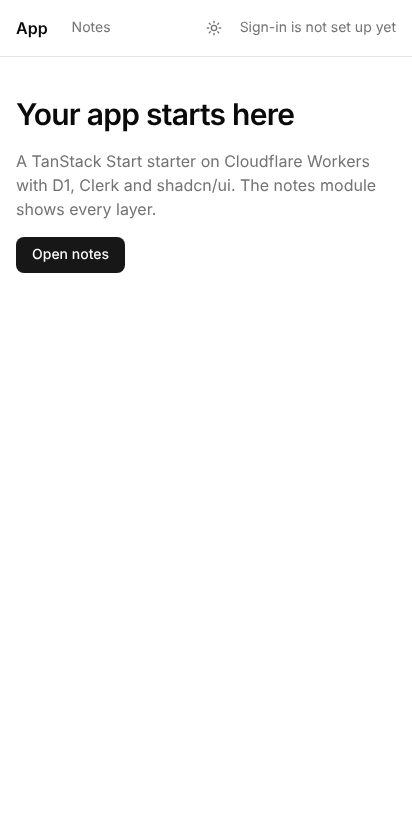 App Notes Sign-in is not set up yet
Your app starts here
A TanStack Start starter on Cloudflare Workers
with D1, Clerk and shadcn/ui. The notes module
shows every layer.
Open notes